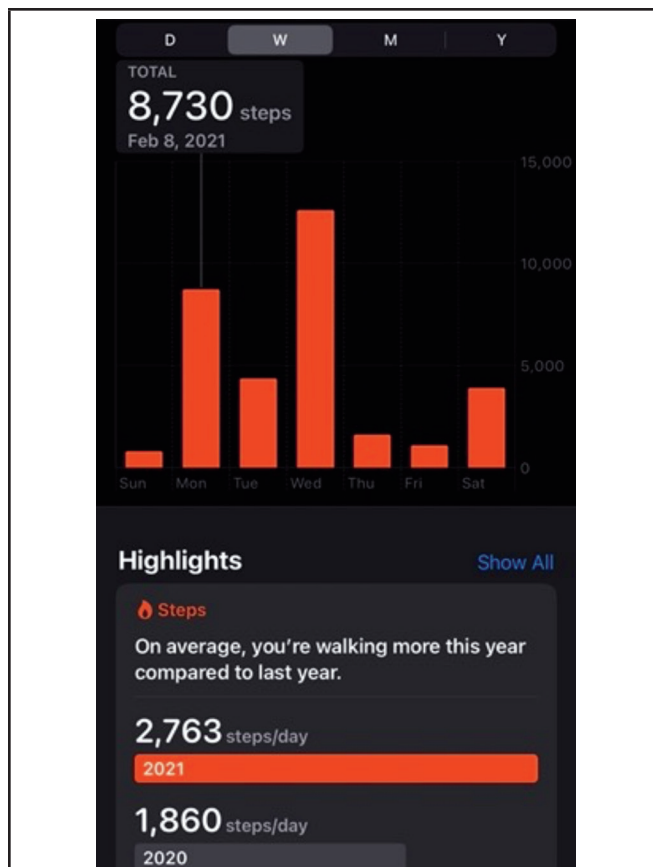 D W M Y
TOTAL
8,730 steps
Feb 8, 2021
15,000
10,000
5,000
0
Sun Mon Tue Wed Thu Fri Sat
Highlights Show All
Steps
On average, you're walking more this year
compared to last year.
2,763 steps/day
2021
1,860 steps/day
2020